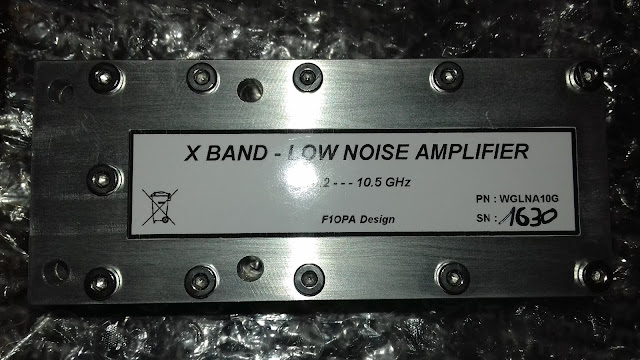 X BAND - LOW NOISE AMPLIFIER
.2 - - - 10.5 GHz
F1OPA Design
PN : WGLNA10G
SN : 1630